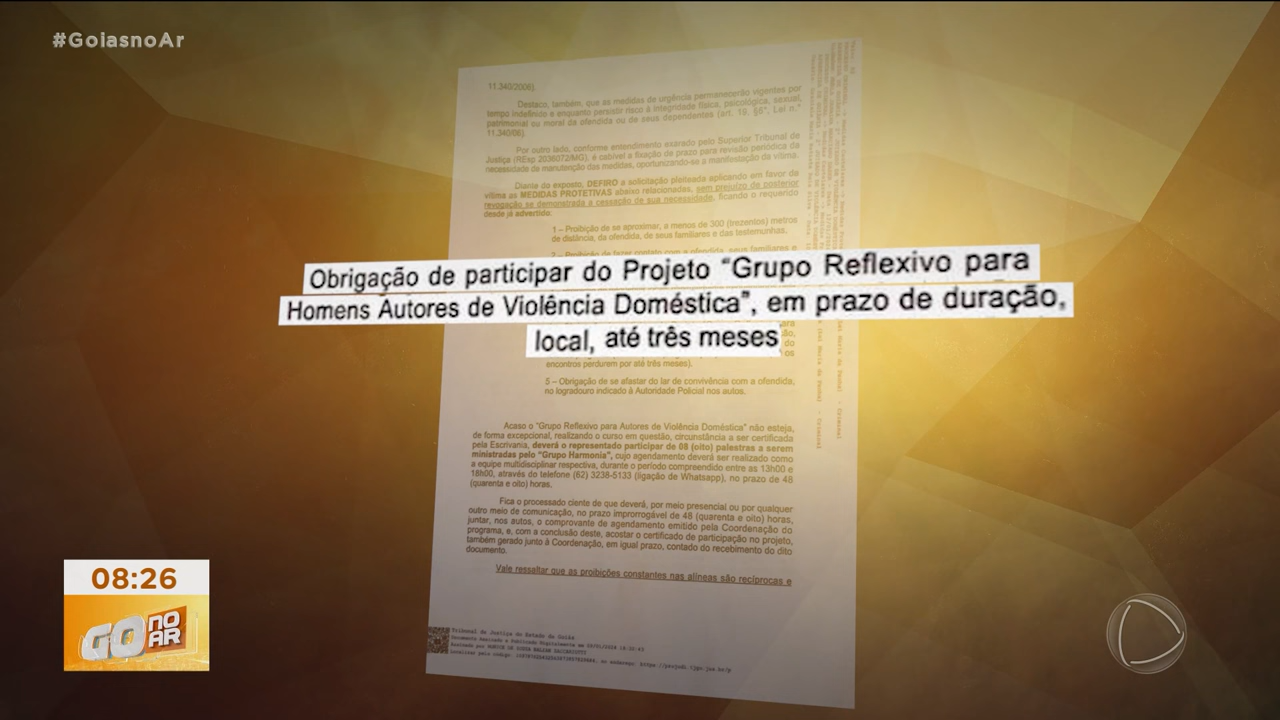 #GoiasnoAr
11.340/2006).
Destaco, também, que as medidas de urgência permanecerão vigentes por
tempo indefinido e enquanto persistir risco à integridade física, psicológica, sexual,
patrimonial ou moral da ofendida ou de seus dependentes (art. 19, §6°, Lei n.°
11.340/06).
Por outro lado, conforme entendimento exarado pelo Superior Tribunal de
Justiça (REsp 2036072/MG), é cabível a fixação de prazo para revisão periódica da
necessidade de manutenção das medidas, oportunizando-se a manifestação da vítima.
Diante do exposto, DEFIRO a solicitação pleiteada aplicando em favor da
vítima as MEDIDAS PROTETIVAS abaixo relacionadas, sem prejuízo de posterior
revogação se demonstrada a cessação de sua necessidade, ficando o requerido
desde já advertido:
1 – Proibição de se aproximar, a menos de 300 (trezentos) metros
de distância, da ofendida, de seus familiares e das testemunhas.
2 – Proibição de fazer contato com a ofendida, seus familiares e
Obrigação de participar do Projeto “Grupo Reflexivo para
Homens Autores de Violência Doméstica”, em prazo de duração,
local, até três meses
encontros perdurem por até três meses).
5 – Obrigação de se afastar do lar de convivência com a ofendida,
no logradouro indicado à Autoridade Policial nos autos.
Acaso o “Grupo Reflexivo para Autores de Violência Doméstica” não esteja,
de forma excepcional, realizando o curso em questão, circunstância a ser certificada
pela Escrivania, deverá o representado participar de 08 (oito) palestras a serem
ministradas pelo “Grupo Harmonia”, cujo agendamento deverá ser realizado com
a equipe multidisciplinar respectiva, durante o período compreendido entre as 13h00 e
18h00, através do telefone (62) 3238-5133 (ligação de Whatsapp), no prazo de 48
(quarenta e oito) horas.
Fica o processado ciente de que deverá, por meio presencial ou por qualquer
outro meio de comunicação, no prazo improrrogável de 48 (quarenta e oito) horas,
juntar, nos autos, o comprovante de agendamento emitido pela Coordenação do
programa, e, com a conclusão deste, acostar o certificado de participação no projeto,
também gerado junto à Coordenação, em igual prazo, contado do recebimento do dito
documento.
Vale ressaltar que as proibições constantes nas alíneas são recíprocas e
Tribunal de Justiça do Estado de Goiás
08:26
GO NO AR